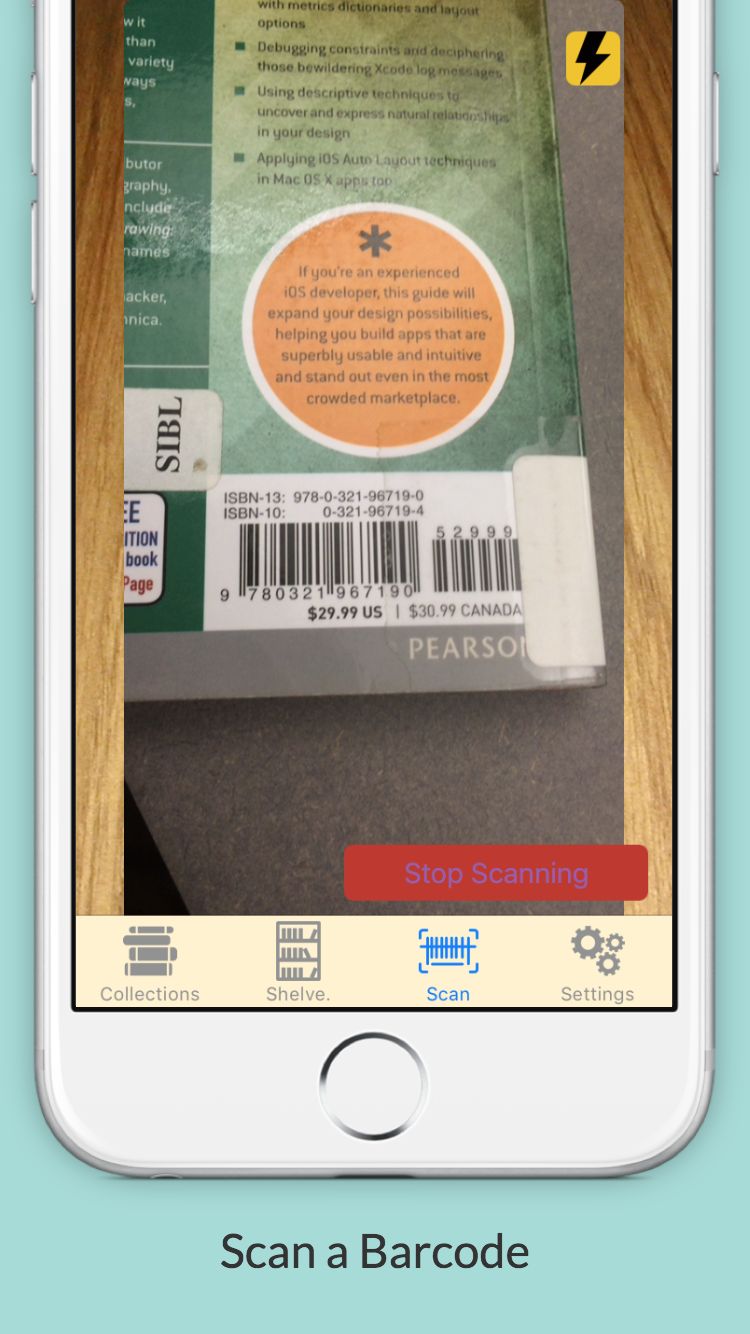 with metrics dictionaries and layout
options
Debugging constraints and deciphering
those bewildering Xcode log messages
Using descriptive techniques to
uncover and express natural relationships
in your design
Applying iOS Auto Layout techniques
in Mac OS X apps too
w it
than
variety
ways
s,
butor
graphy,
nclude
rawing:
names
acker,
nnica.
*
If you're an experienced
iOS developer, this guide will
expand your design possibilities,
helping you build apps that are
superbly usable and intuitive
and stand out even in the most
crowded marketplace.
SIBL
EE
ITION
book
Page
ISBN-13: 978-0-321-96719-0
ISBN-10: 0-321-96719-4
52999
9 780321 967190
$29.99 US | $30.99 CANADA
PEARSON
Stop Scanning
Collections
Shelve.
Scan
Settings
Scan a Barcode